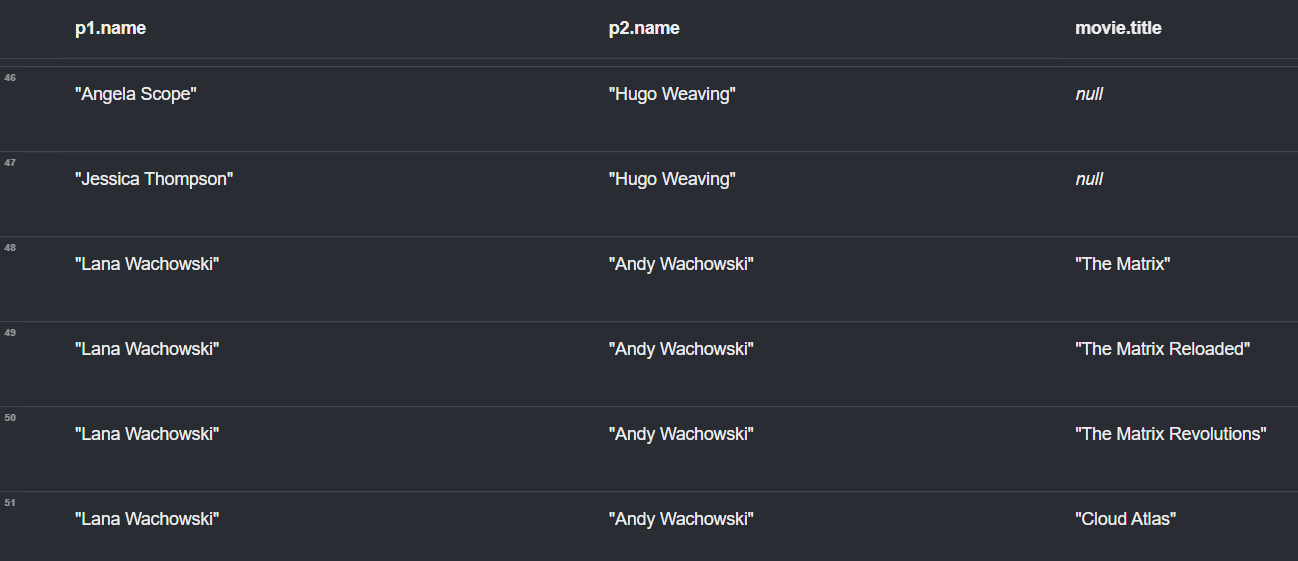 p1.name p2.name movie.title
46 "Angela Scope" "Hugo Weaving" null
47 "Jessica Thompson" "Hugo Weaving" null
48 "Lana Wachowski" "Andy Wachowski" "The Matrix"
49 "Lana Wachowski" "Andy Wachowski" "The Matrix Reloaded"
50 "Lana Wachowski" "Andy Wachowski" "The Matrix Revolutions"
51 "Lana Wachowski" "Andy Wachowski" "Cloud Atlas"